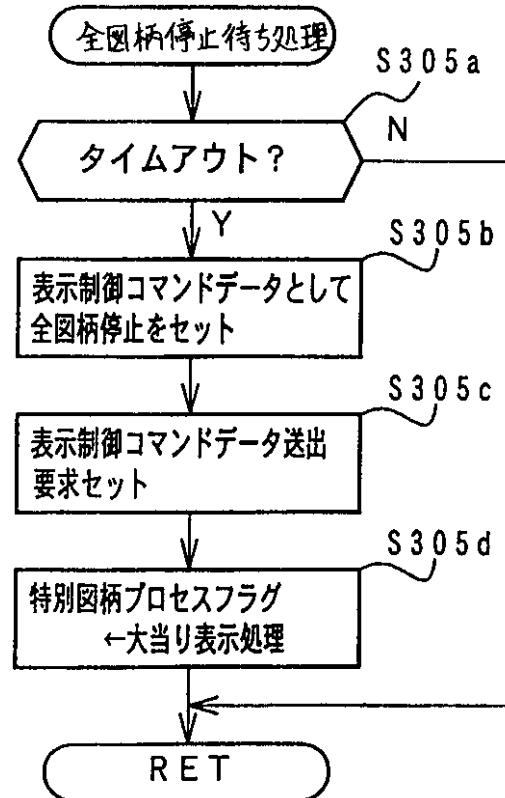 全図柄停止待ち処理
S305a
タイムアウト?
N
Y
S305b
表示制御コマンドデータとして
全図柄停止をセット
S305c
表示制御コマンドデータ送出
要求セット
S305d
特別図柄プロセスフラグ
←大当り表示処理
RET